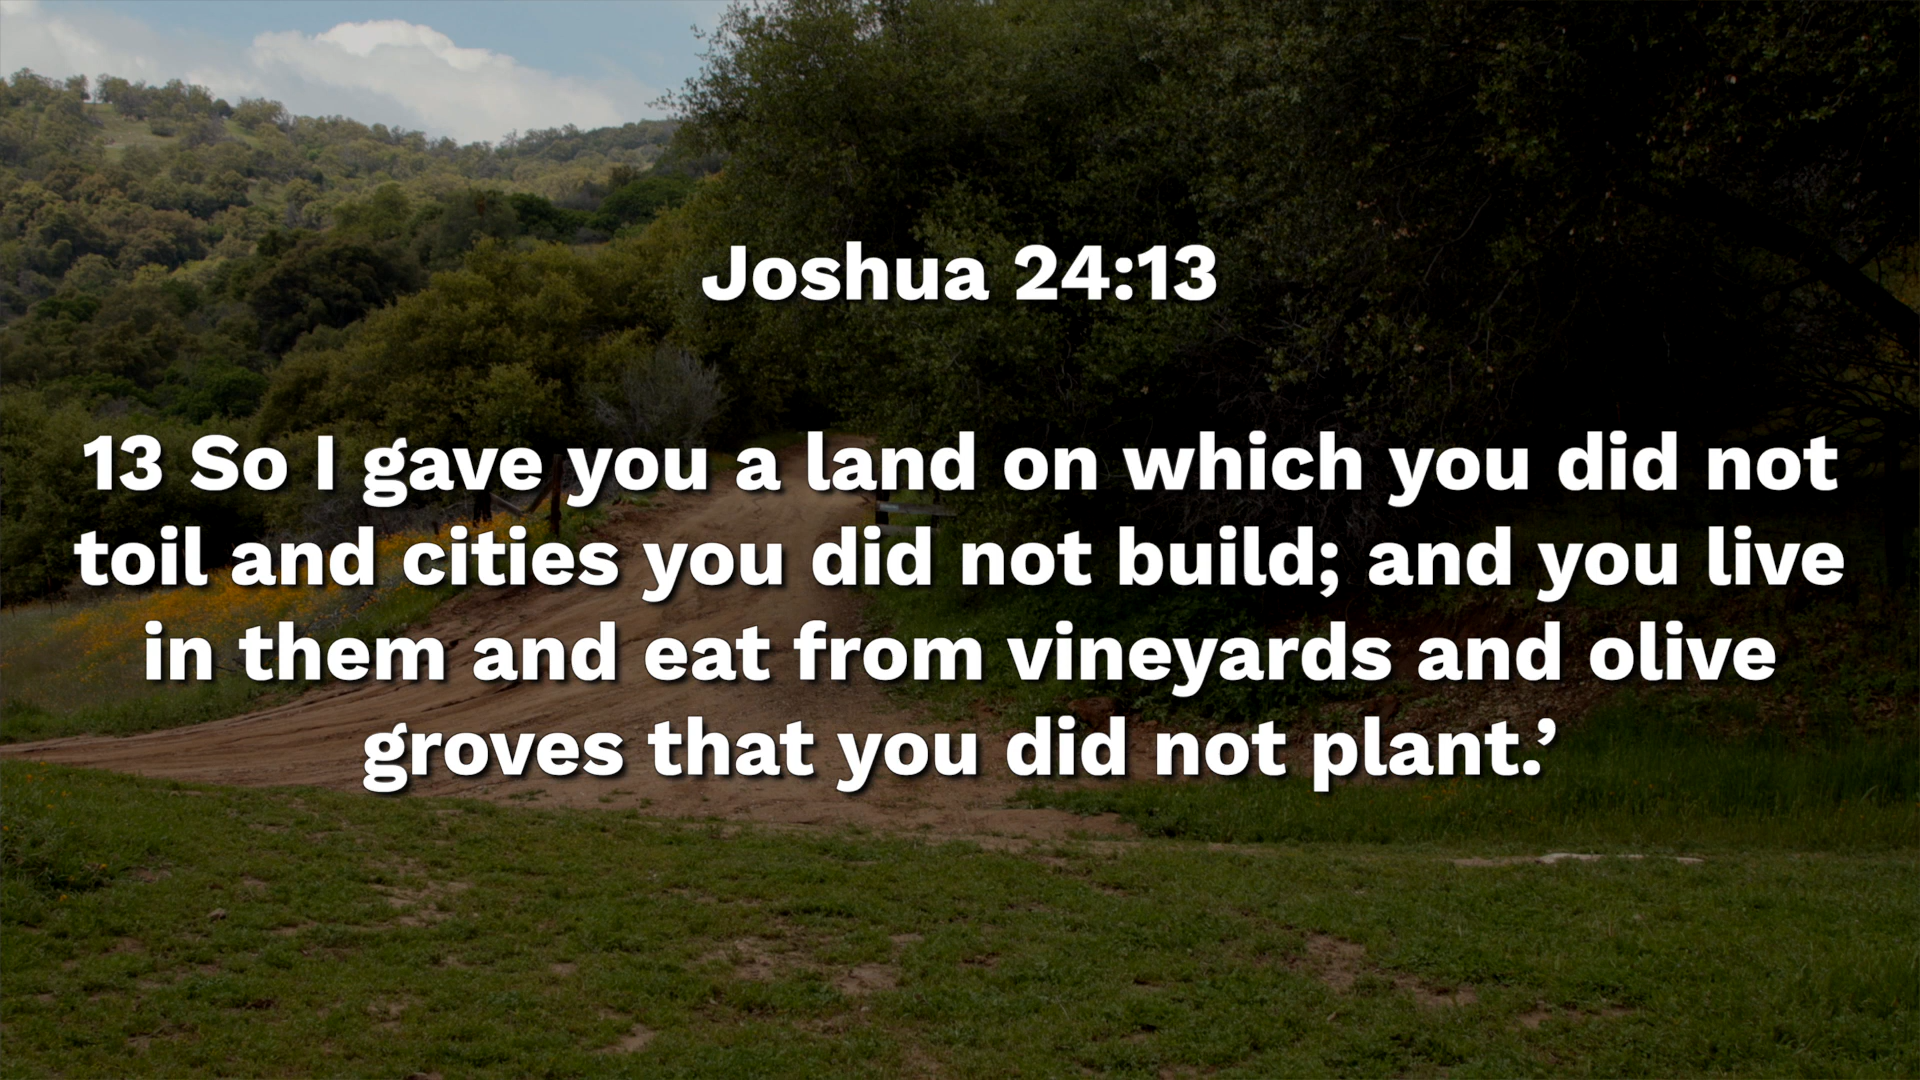 Joshua 24:13
13 So I gave you a land on which you did not
toil and cities you did not build; and you live
in them and eat from vineyards and olive
groves that you did not plant.’